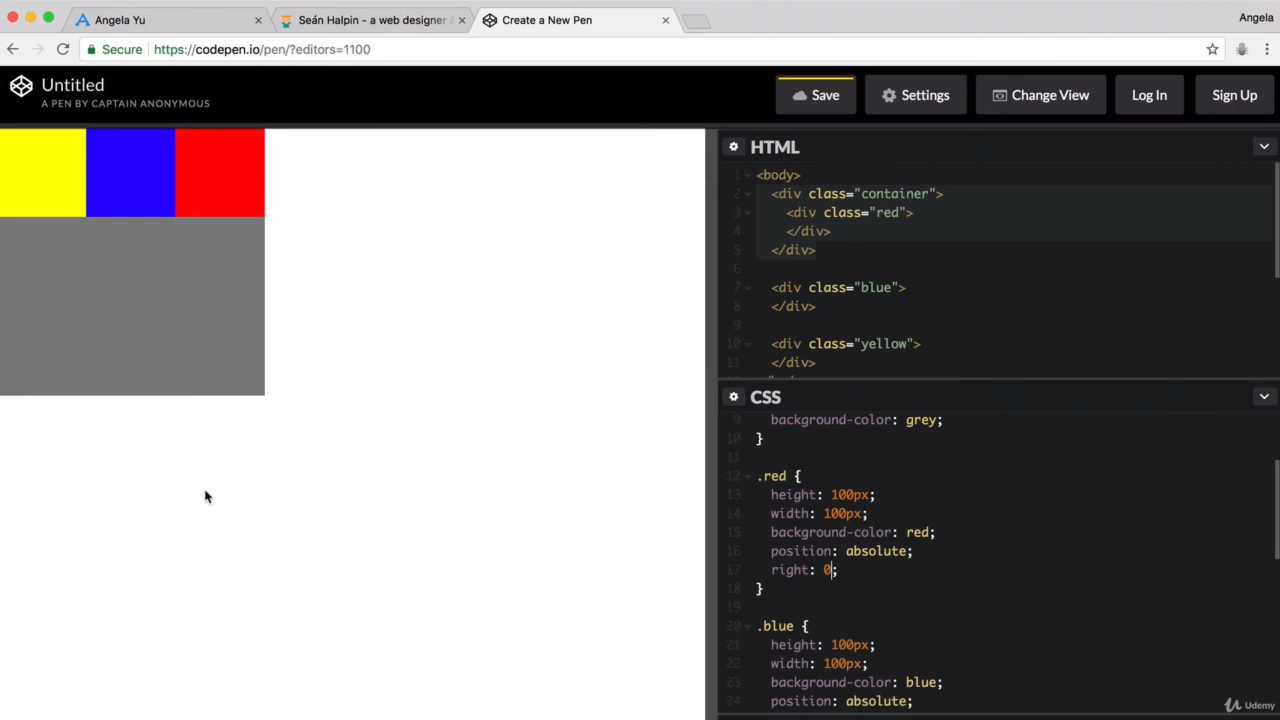 Angela Yu
Seán Halpin - a web designer
Create a New Pen
Angela
Secure
https://codepen.io/pen/?editors=1100
Untitled
A PEN BY CAPTAIN ANONYMOUS
Save
Settings
Change View
Log In
Sign Up
HTML
1 <body>
2 <div class="container">
3 <div class="red">
4 </div>
5 </div>
6
7 <div class="blue">
8 </div>
9
10 <div class="yellow">
11 </div>
CSS
9 background-color: grey;
10 }
11
12 .red {
13 height: 100px;
14 width: 100px;
15 background-color: red;
16 position: absolute;
17 right: 0;
18 }
19
20 .blue {
21 height: 100px;
22 width: 100px;
23 background-color: blue;
24 position: absolute;
Udemy